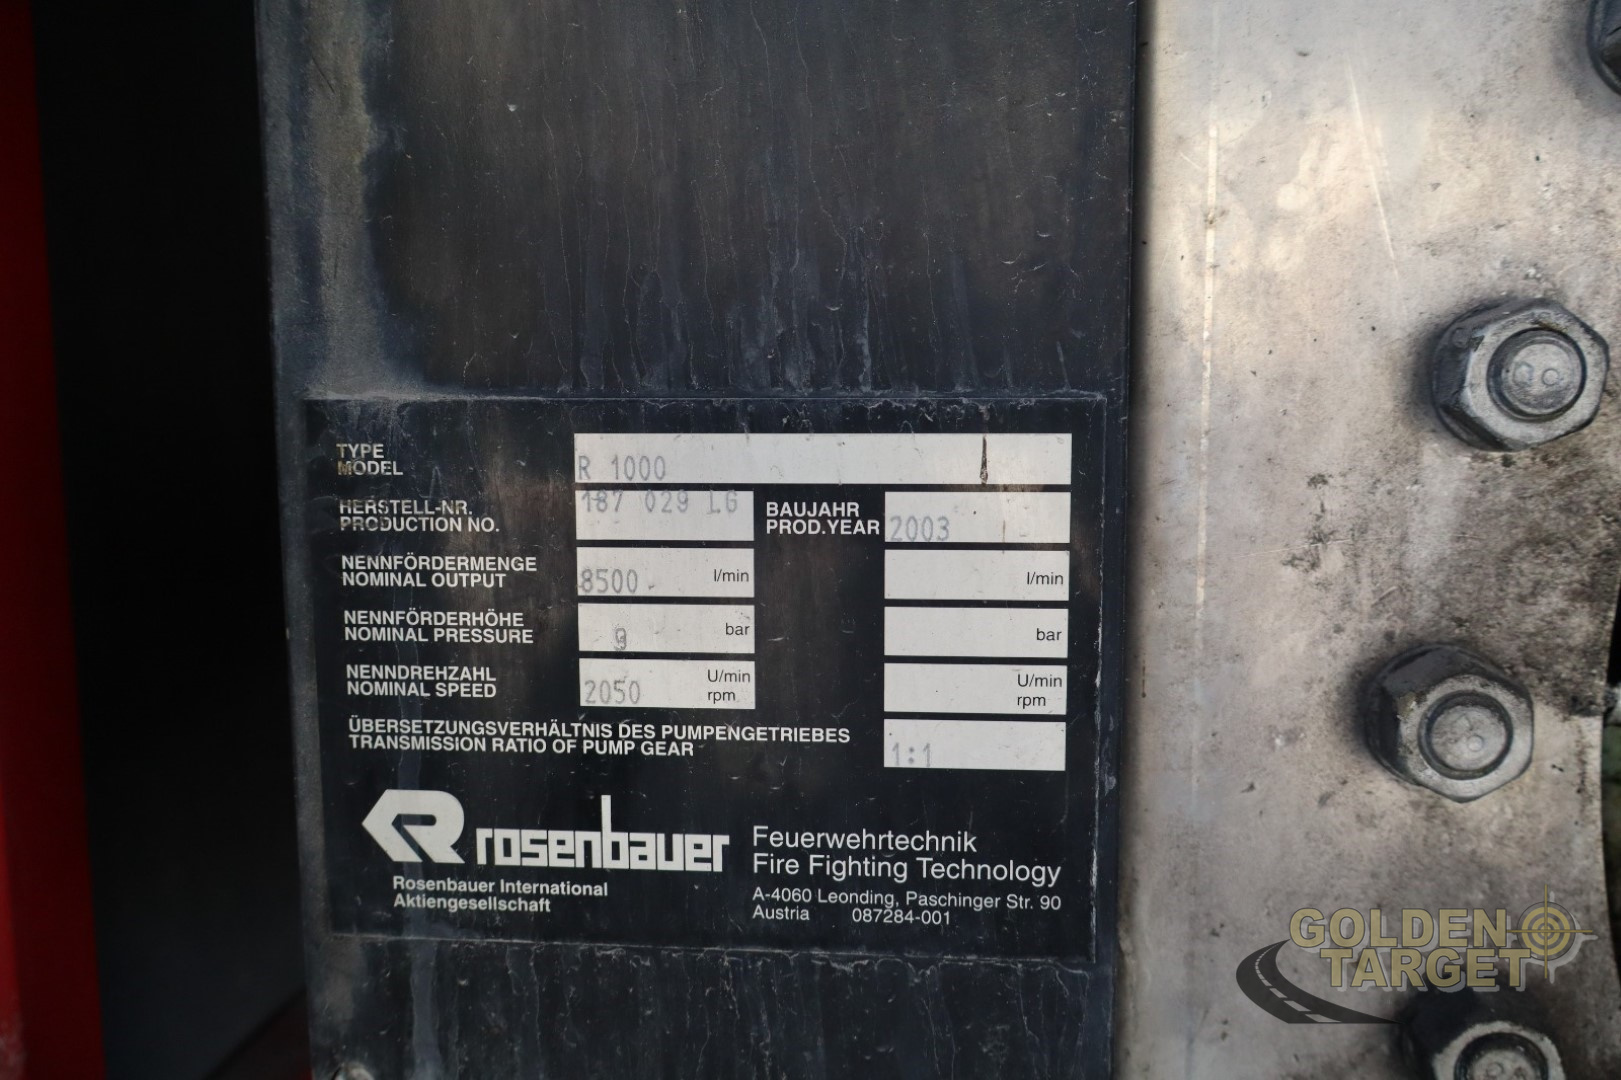 TYPE
MODEL
R 1000
HERSTELL-NR.
PRODUCTION NO.
187 029 LG
BAUJAHR
PROD.YEAR
2003
NENNFÖRDERMENGE
NOMINAL OUTPUT
8500 l/min
l/min
NENNFÖRDERHÖHE
NOMINAL PRESSURE
9 bar
bar
NENNDREHZAHL
NOMINAL SPEED
2050
U/min
rpm
U/min
rpm
ÜBERSETZUNGSVERHÄLTNIS DES PUMPENGETRIEBES
TRANSMISSION RATIO OF PUMP GEAR
1:1
rosenbauer
Rosenbauer International
Aktiengesellschaft
Feuerwehrtechnik
Fire Fighting Technology
A-4060 Leonding, Paschinger Str. 90
Austria 087284-001
GOLDEN
TARGET